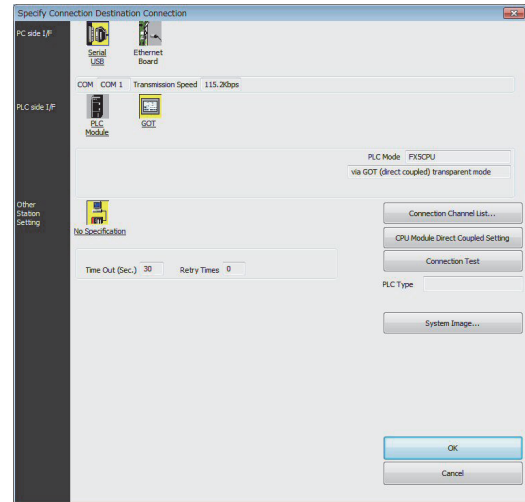 Specify Connection Destination Connection
PC side I/F
Serial
USB
Ethernet
Board
COM COM 1 Transmission Speed 115.2Kbps
PLC side I/F
PLC
Module
GOT
PLC Mode FX5CPU
via GOT (direct coupled) transparent mode
Other
Station
Setting
No Specification
Connection Channel List...
CPU Module Direct Coupled Setting
Time Out (Sec.) 30 Retry Times 0
Connection Test
PLC Type
System Image...
OK
Cancel